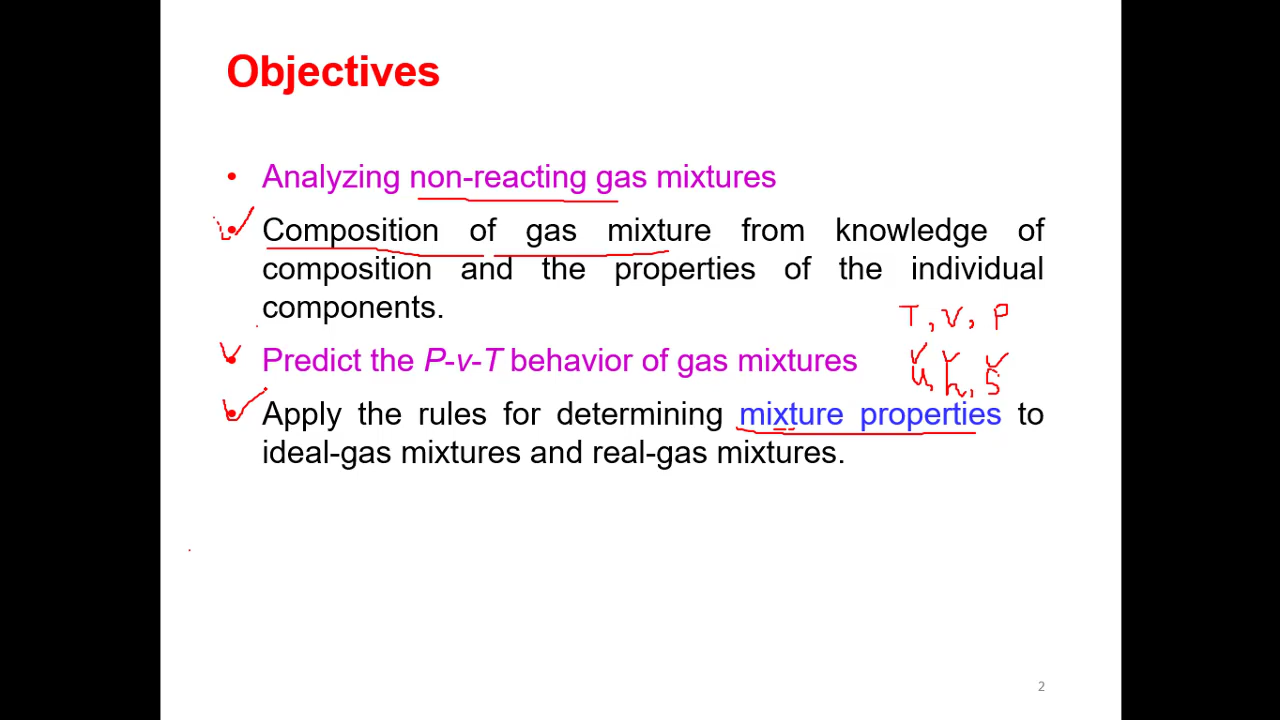 Objectives
• Analyzing non-reacting gas mixtures
• Composition of gas mixture from knowledge of
composition and the properties of the individual
components.
T, v, P
• Predict the P-v-T behavior of gas mixtures
u, h, s
• Apply the rules for determining mixture properties to
ideal-gas mixtures and real-gas mixtures.
2